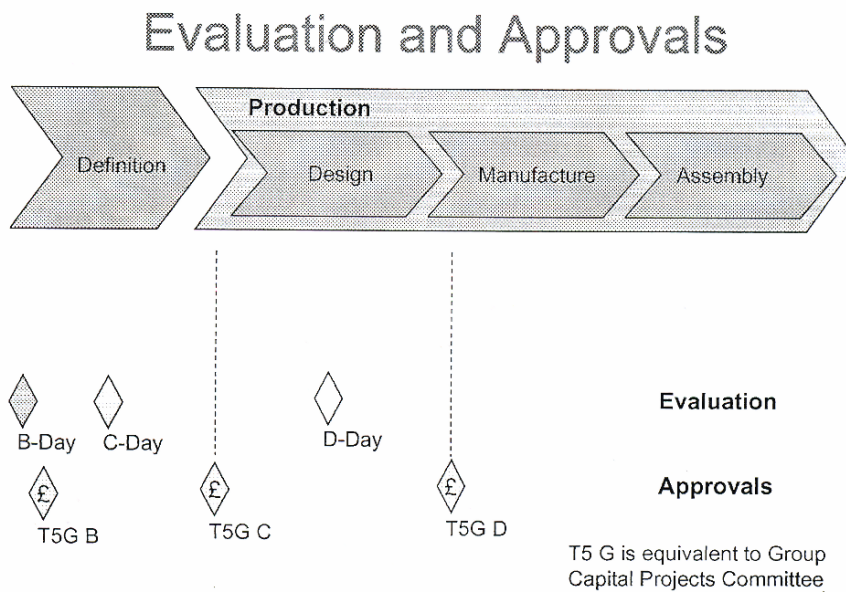 Evaluation and Approvals
Production
Definition
Design
Manufacture
Assembly
Evaluation
B-Day
C-Day
D-Day
£
£
£
Approvals
T5G B
T5G C
T5G D
T5 G is equivalent to Group
Capital Projects Committee